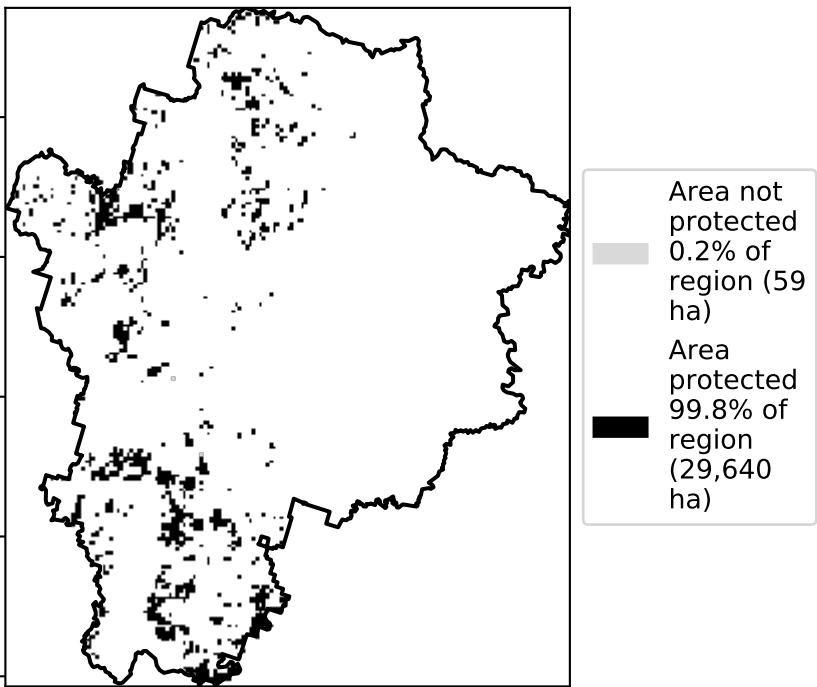 Area not
protected
0.2% of
region (59
ha)
Area
protected
99.8% of
region
(29,640
ha)